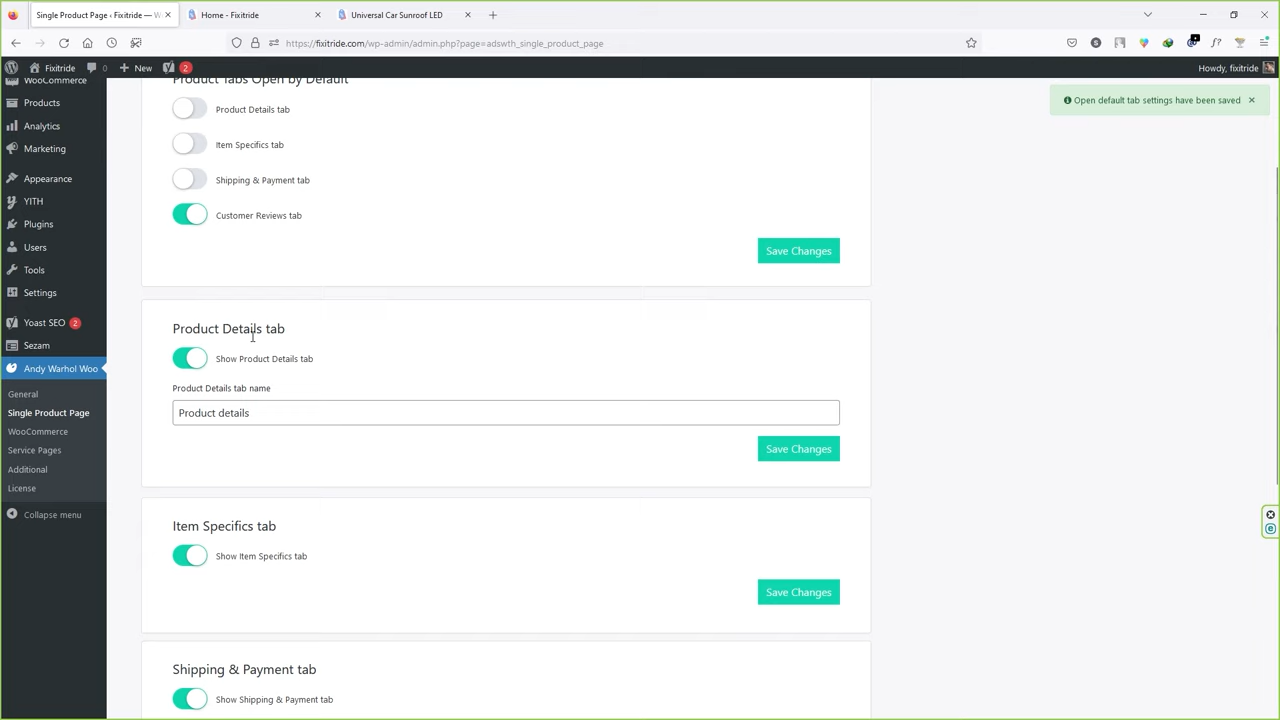 Single Product Page ‹ Fixitride — W
Home - Fixitride
Universal Car Sunroof LED
https://fixitride.com/wp-admin/admin.php?page=adswth_single_product_page
Fixitride
0
New
2
Howdy, fixitride
WooCommerce
Products
Analytics
Marketing
Appearance
YITH
Plugins
Users
Tools
Settings
Yoast SEO 2
Sezam
Andy Warhol Woo
General
Single Product Page
WooCommerce
Service Pages
Additional
License
Collapse menu
Open default tab settings have been saved
Product Tabs Open by Default
Product Details tab
Item Specifics tab
Shipping & Payment tab
Customer Reviews tab
Save Changes
Product Details tab
Show Product Details tab
Product Details tab name
Product details
Save Changes
Item Specifics tab
Show Item Specifics tab
Save Changes
Shipping & Payment tab
Show Shipping & Payment tab